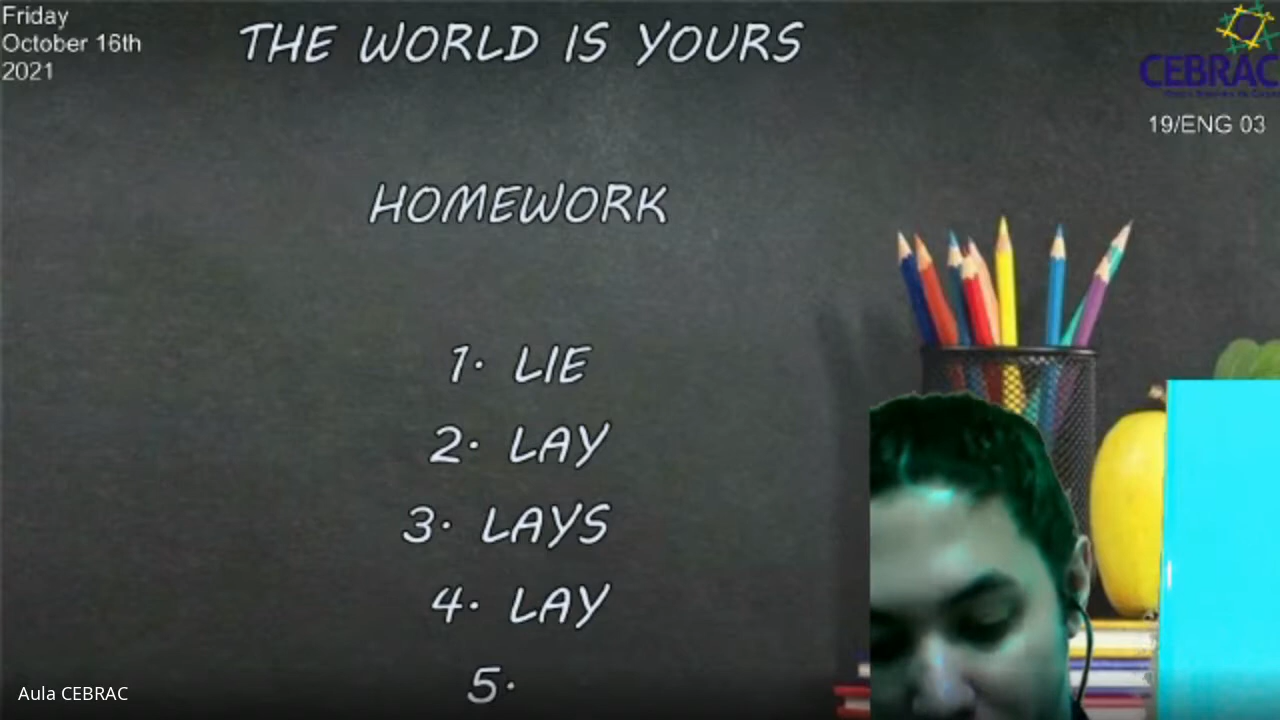 Friday
October 16th
2021
THE WORLD IS YOURS
CEBRAC
19/ENG 03
HOMEWORK
1. LIE
2. LAY
3. LAYS
4. LAY
5.
Aula CEBRAC